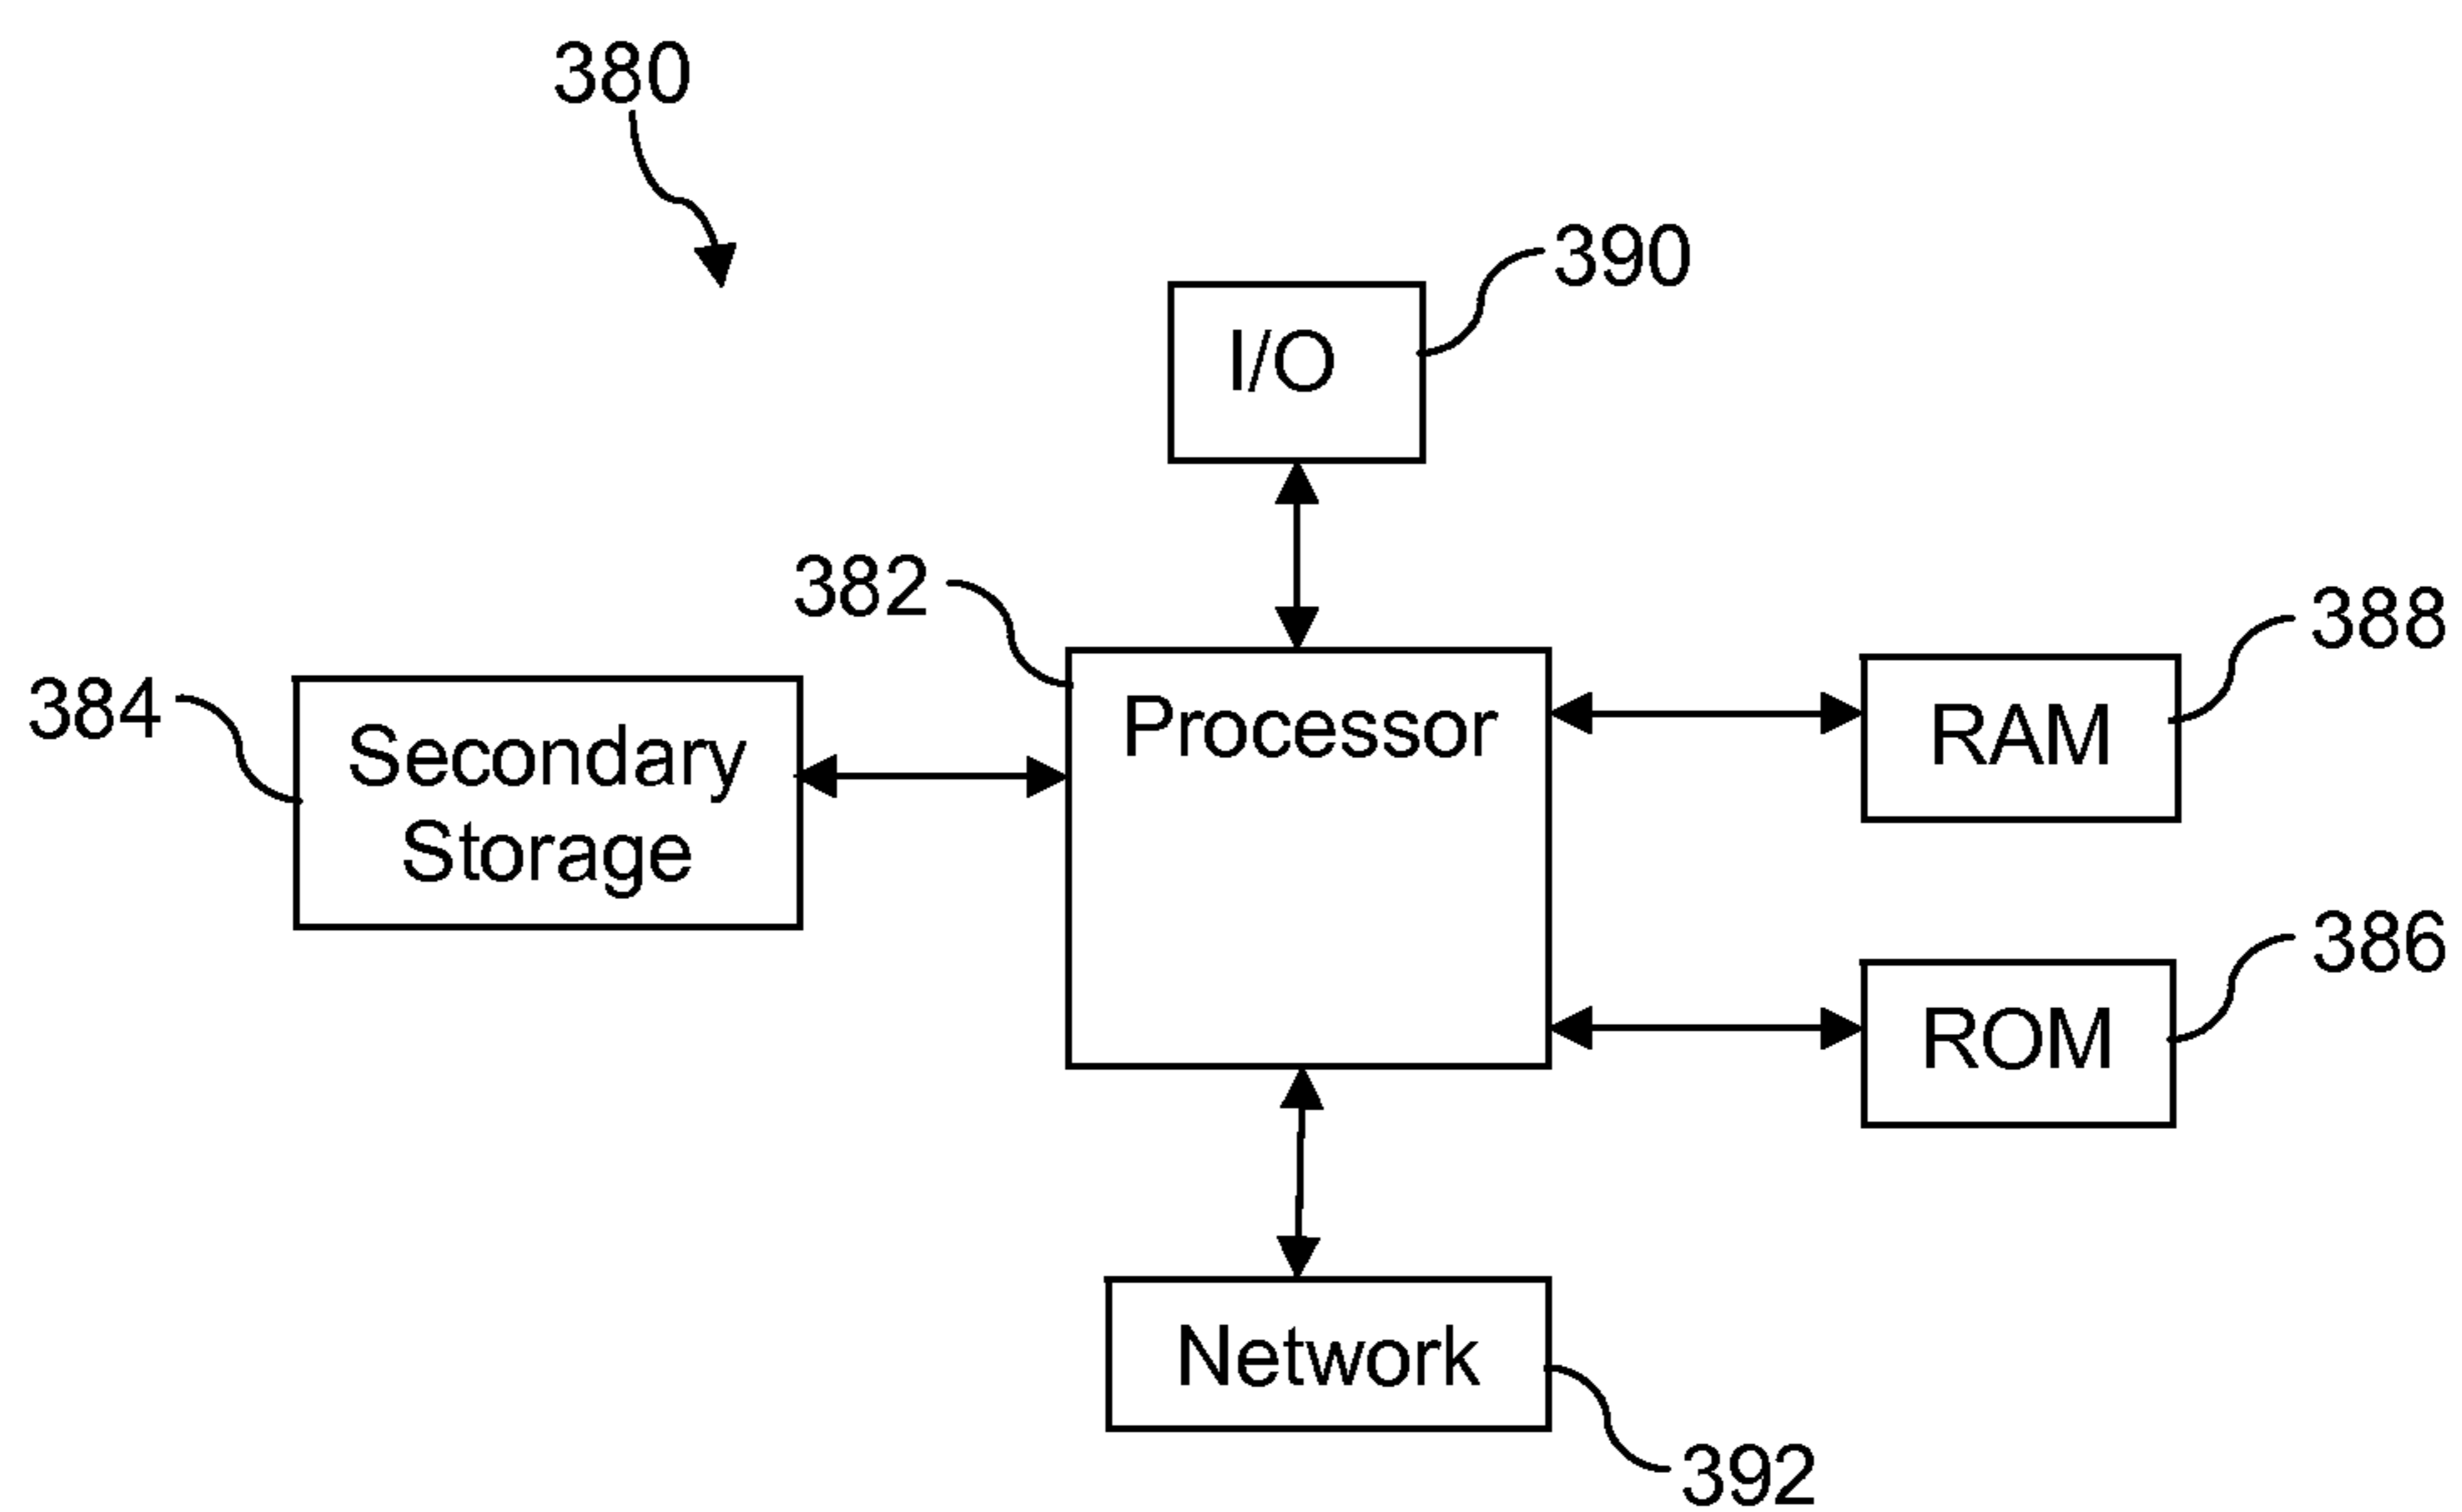 380
390
I/O
382
388
384
Secondary
Storage
Processor
RAM
386
ROM
Network
392